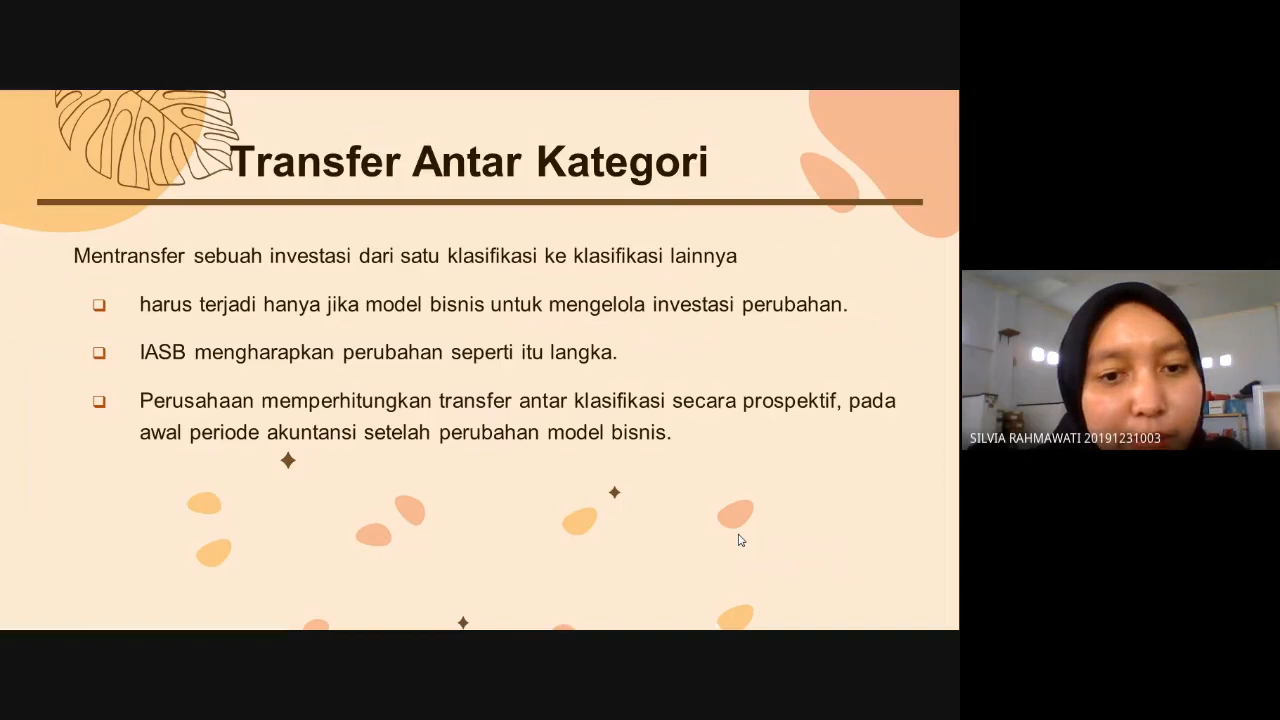 Transfer Antar Kategori
Mentransfer sebuah investasi dari satu klasifikasi ke klasifikasi lainnya
harus terjadi hanya jika model bisnis untuk mengelola investasi perubahan.
IASB mengharapkan perubahan seperti itu langka.
Perusahaan memperhitungkan transfer antar klasifikasi secara prospektif, pada
awal periode akuntansi setelah perubahan model bisnis.
SILVIA RAHMAWATI 20191231003